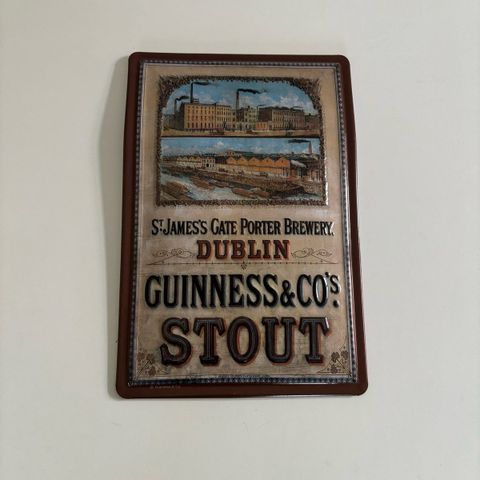 ST. JAMES'S GATE PORTER BREWERY.
DUBLIN
GUINNESS & CO'S.
STOUT